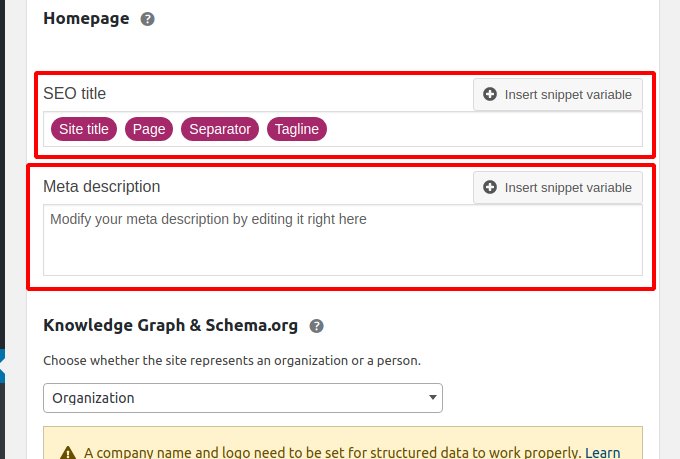 Homepage
SEO title
Insert snippet variable
Site title Page Separator Tagline
Meta description
Insert snippet variable
Modify your meta description by editing it right here
Knowledge Graph & Schema.org
Choose whether the site represents an organization or a person.
Organization
A company name and logo need to be set for structured data to work properly. Learn